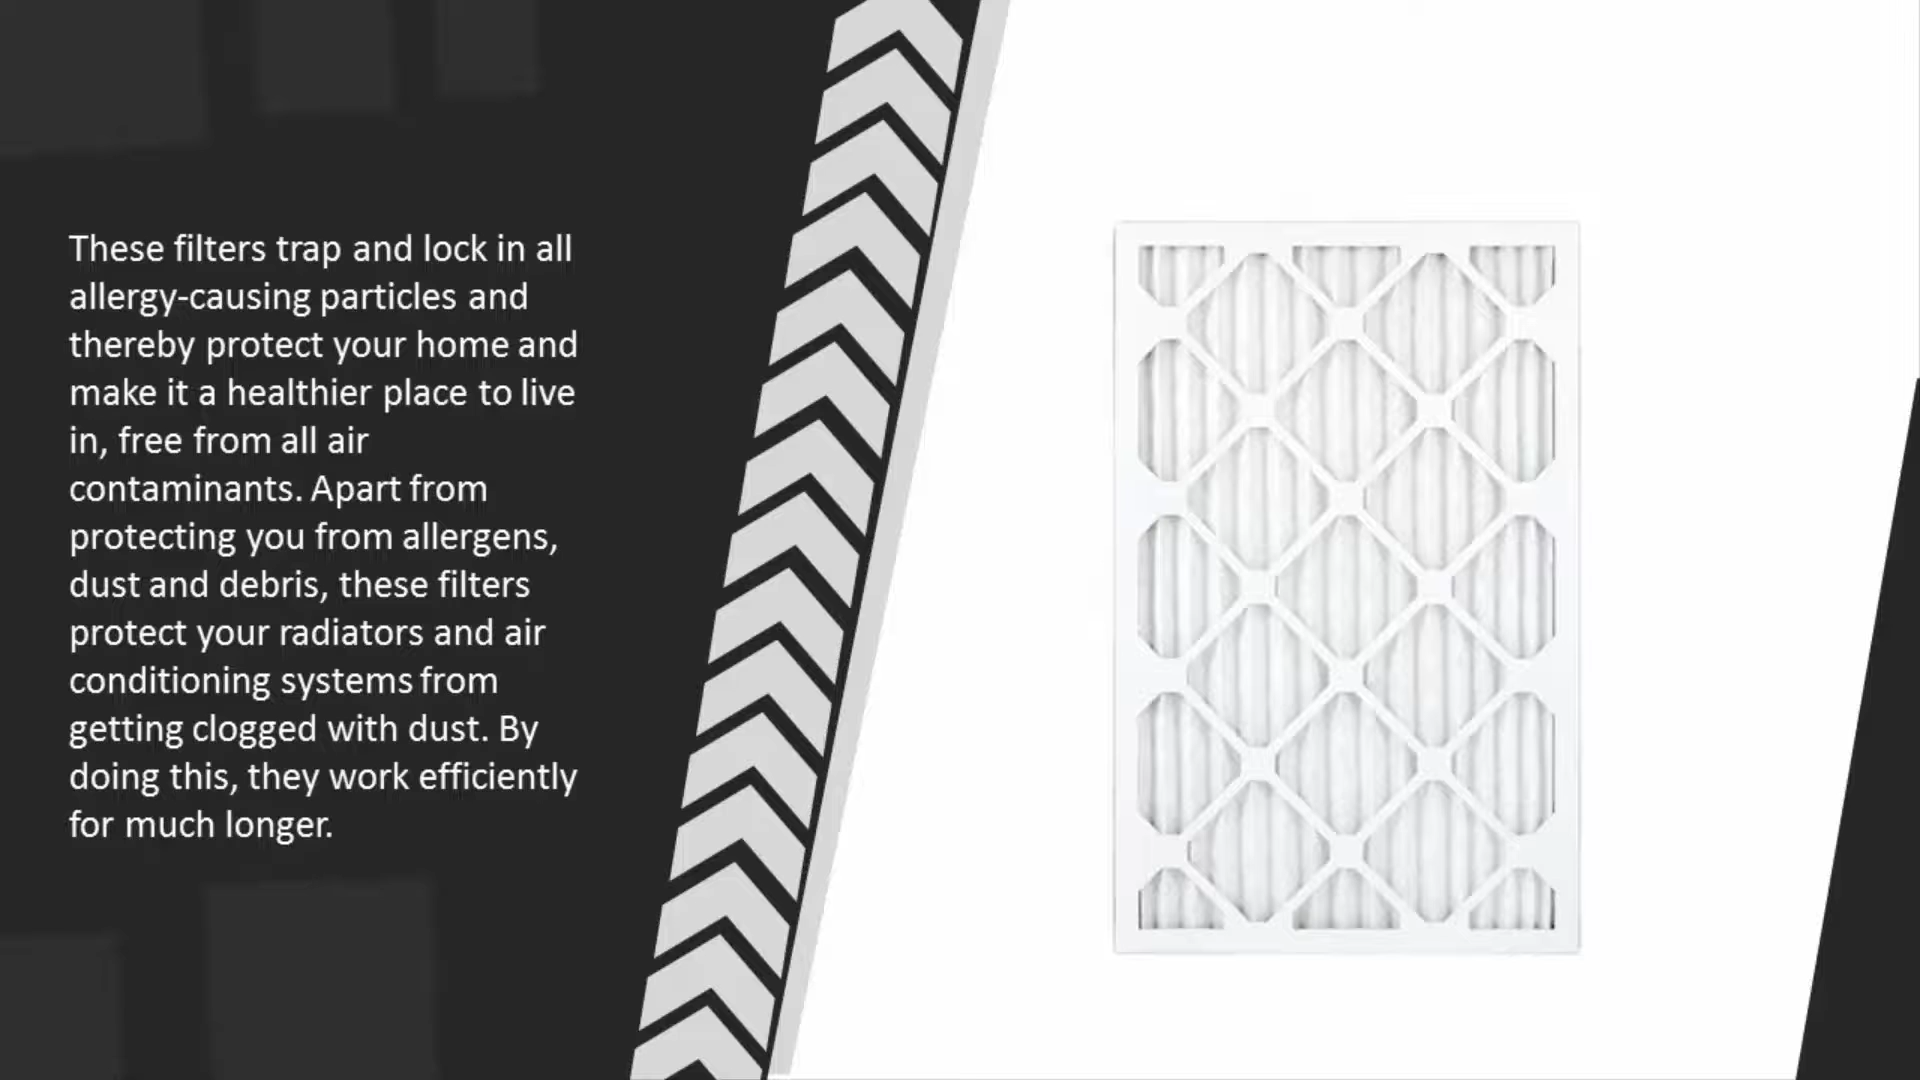 These filters trap and lock in all
allergy-causing particles and
thereby protect your home and
make it a healthier place to live
in, free from all air
contaminants. Apart from
protecting you from allergens,
dust and debris, these filters
protect your radiators and air
conditioning systems from
getting clogged with dust. By
doing this, they work efficiently
for much longer.